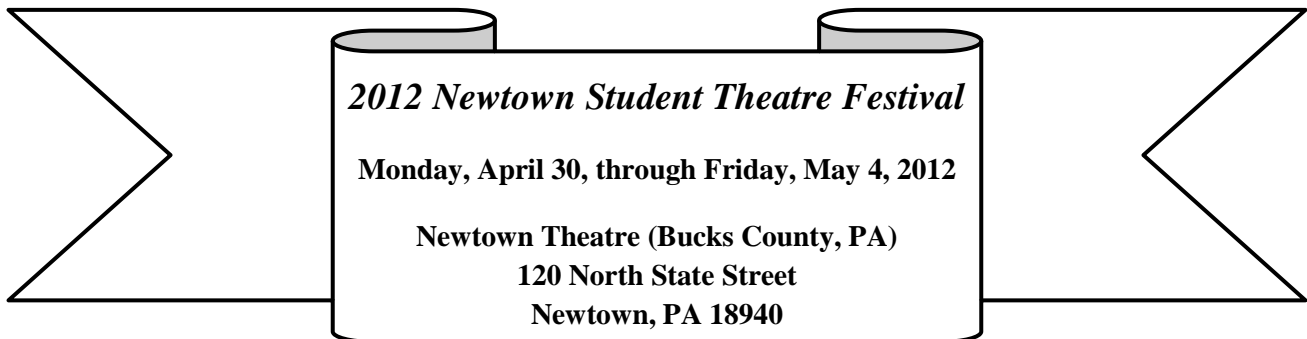 2012 Newtown Student Theatre Festival
Monday, April 30, through Friday, May 4, 2012
Newtown Theatre (Bucks County, PA)
120 North State Street
Newtown, PA 18940